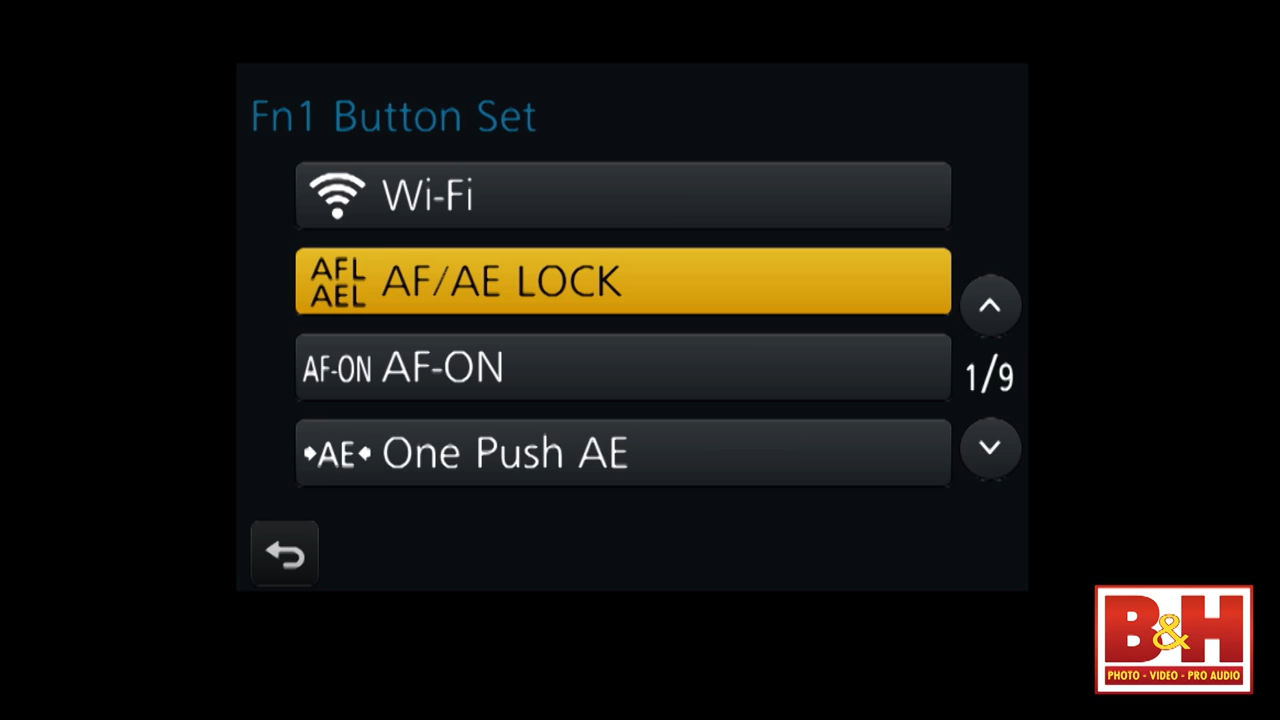 Fn1 Button Set
Wi-Fi
AFL
AEL
AF/AE LOCK
AF-ON AF-ON
AE One Push AE
1/9
B&H
PHOTO - VIDEO - PRO AUDIO